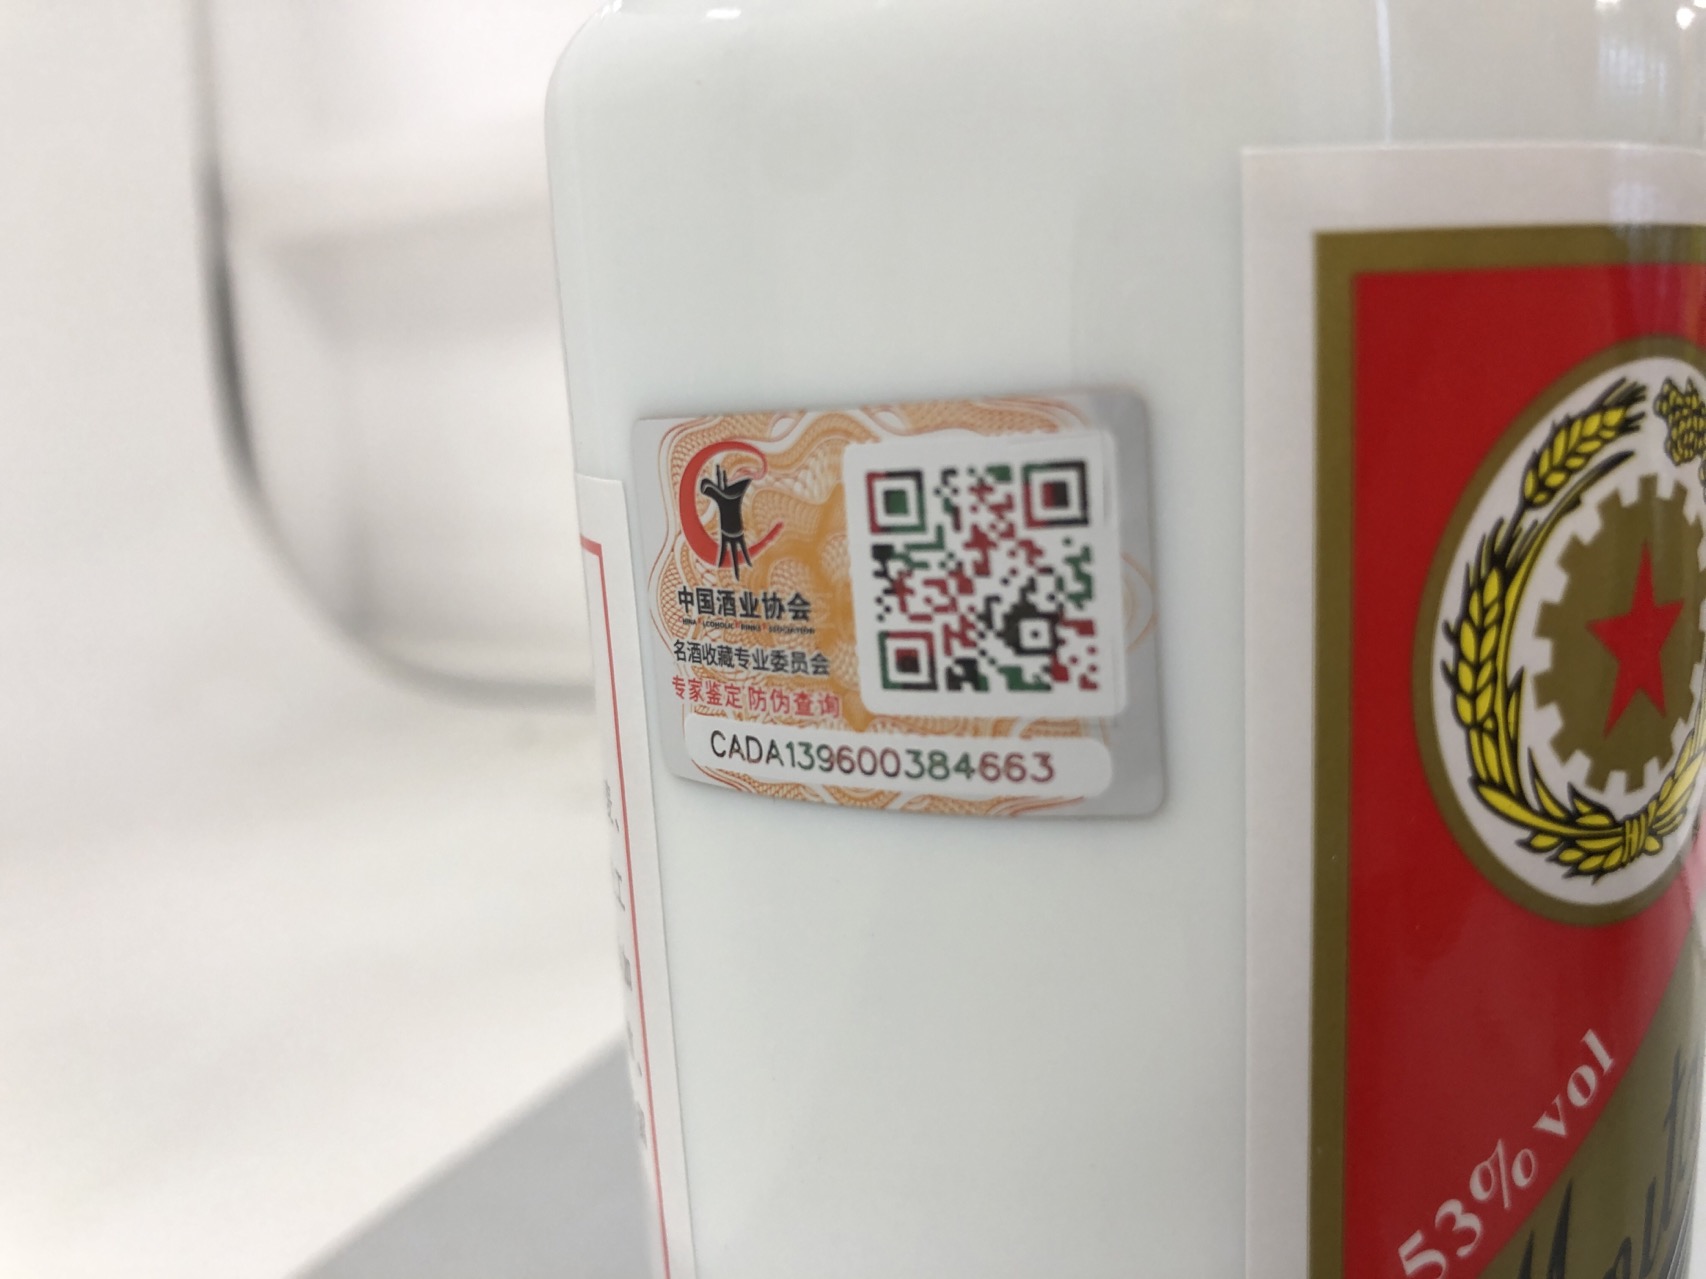 中国酒业协会
名酒收藏专业委员会
专家鉴定 防伪查询
CADA139600384663
53% vol